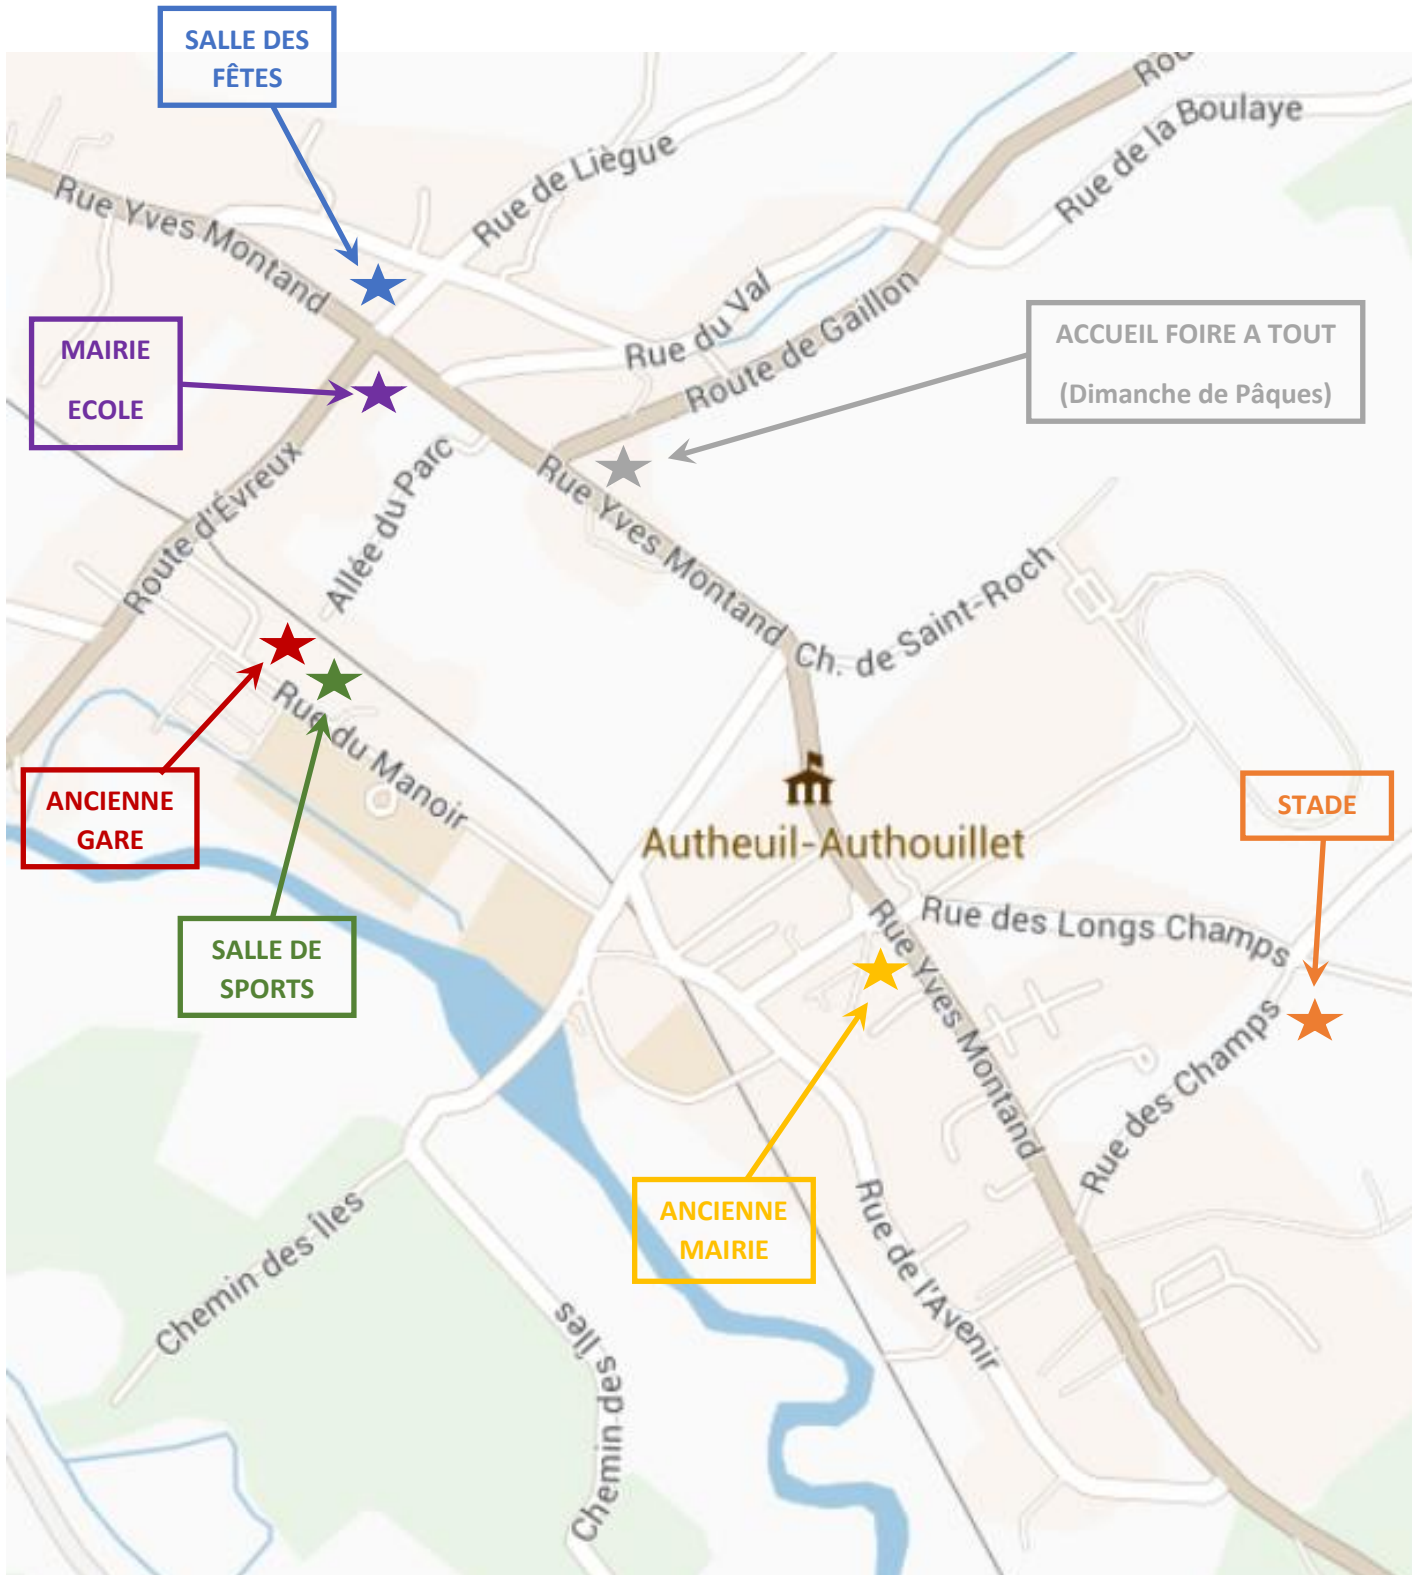 SALLE DES
FÊTES
Rou
Rue de la Boulaye
Rue de Liègue
Rue Yves Montand
Rue du Val
Route de Gaillon
ACCUEIL FOIRE A TOUT
(Dimanche de Pâques)
MAIRIE
ECOLE
Route d'Évreux
Allée du Parc
Rue Yves Montand
Ch. de Saint-Roch
Rue du Manoir
ANCIENNE
GARE
STADE
Autheuil-Authouillet
SALLE DE
SPORTS
Rue des Longs Champs
Rue Yves Montand
Rue des Champs
ANCIENNE
MAIRIE
Rue de l'Avenir
Chemin des Îles
Chemin des Îles